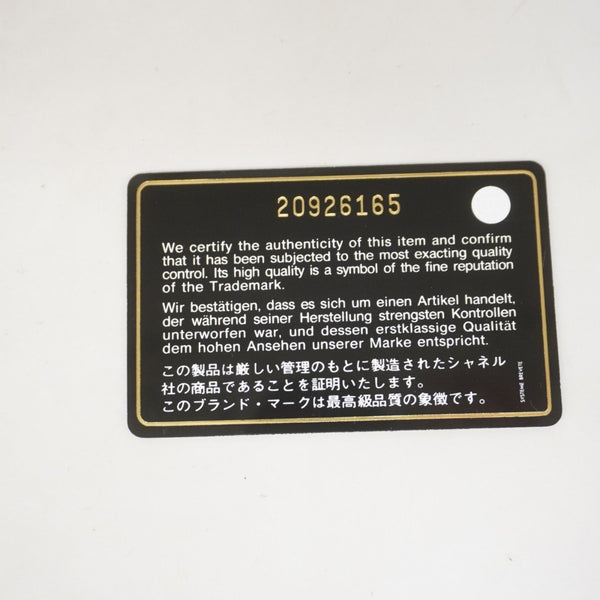 20926165
We certify the authenticity of this item and confirm
that it has been subjected to the most exacting quality
control. Its high quality is a symbol of the fine reputation
of the Trademark.
Wir bestätigen, dass es sich um einen Artikel handelt,
der während seiner Herstellung strengsten Kontrollen
unterworfen war, und dessen erstklassige Qualität
dem hohen Ansehen unserer Marke entspricht.
この製品は厳しい管理のもとに製造されたシャネル
社の商品であることを証明いたします。
このブランド・マークは最高級品質の象徴です。
SYSTEME BREVETE